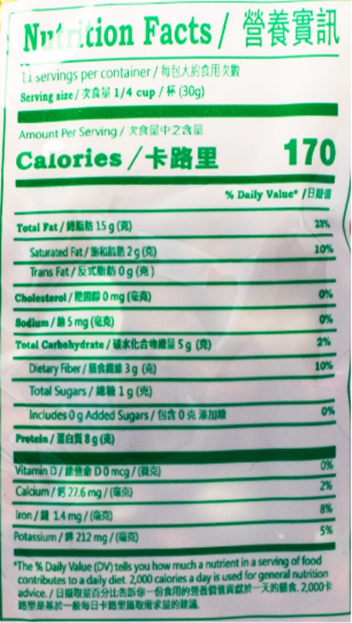 Nutrition Facts / 營養實訊
11 servings per container / 每包大約食用次數
Serving size / 次食量 1/4 cup / 杯 (30g)
Amount Per Serving / 次食量中之含量
Calories / 卡路里 170
% Daily Value* / 日攝值
Total Fat / 總脂肪 15 g (克) 23%
Saturated Fat / 飽和脂肪 2 g (克) 10%
Trans Fat / 反式脂肪 0 g (克)
Cholesterol / 膽固醇 0 mg (毫克) 0%
Sodium / 鈉 5 mg (毫克) 0%
Total Carbohydrate / 碳水化合物總量 5 g (克) 2%
Dietary Fiber / 膳食纖維 3 g (克) 10%
Total Sugars / 總糖 1 g (克)
Includes 0 g Added Sugars / 包含 0 克 添加糖 0%
Protein / 蛋白質 8 g (克)
Vitamin D / 維他命 D 0 mcg / (微克) 0%
Calcium / 鈣 27.6 mg / (毫克) 2%
Iron / 鐵 1.4 mg / (毫克) 8%
Potassium / 鉀 212 mg / (毫克) 5%
*The % Daily Value (DV) tells you how much a nutrient in a serving of food
contributes to a daily diet. 2,000 calories a day is used for general nutrition
advice. / 日攝取量百分比告訴你一份食用的營養價值貢獻於一天的膳食. 2,000卡
路里是基於一般每日卡路里攝取需求量的建議.